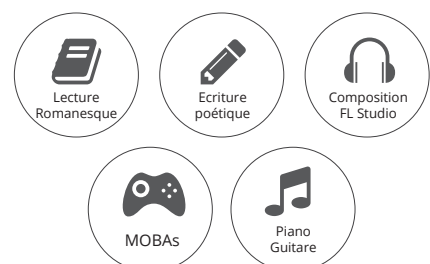 Lecture
Romanesque
Ecriture
poétique
Composition
FL Studio
MOBAs
Piano
Guitare